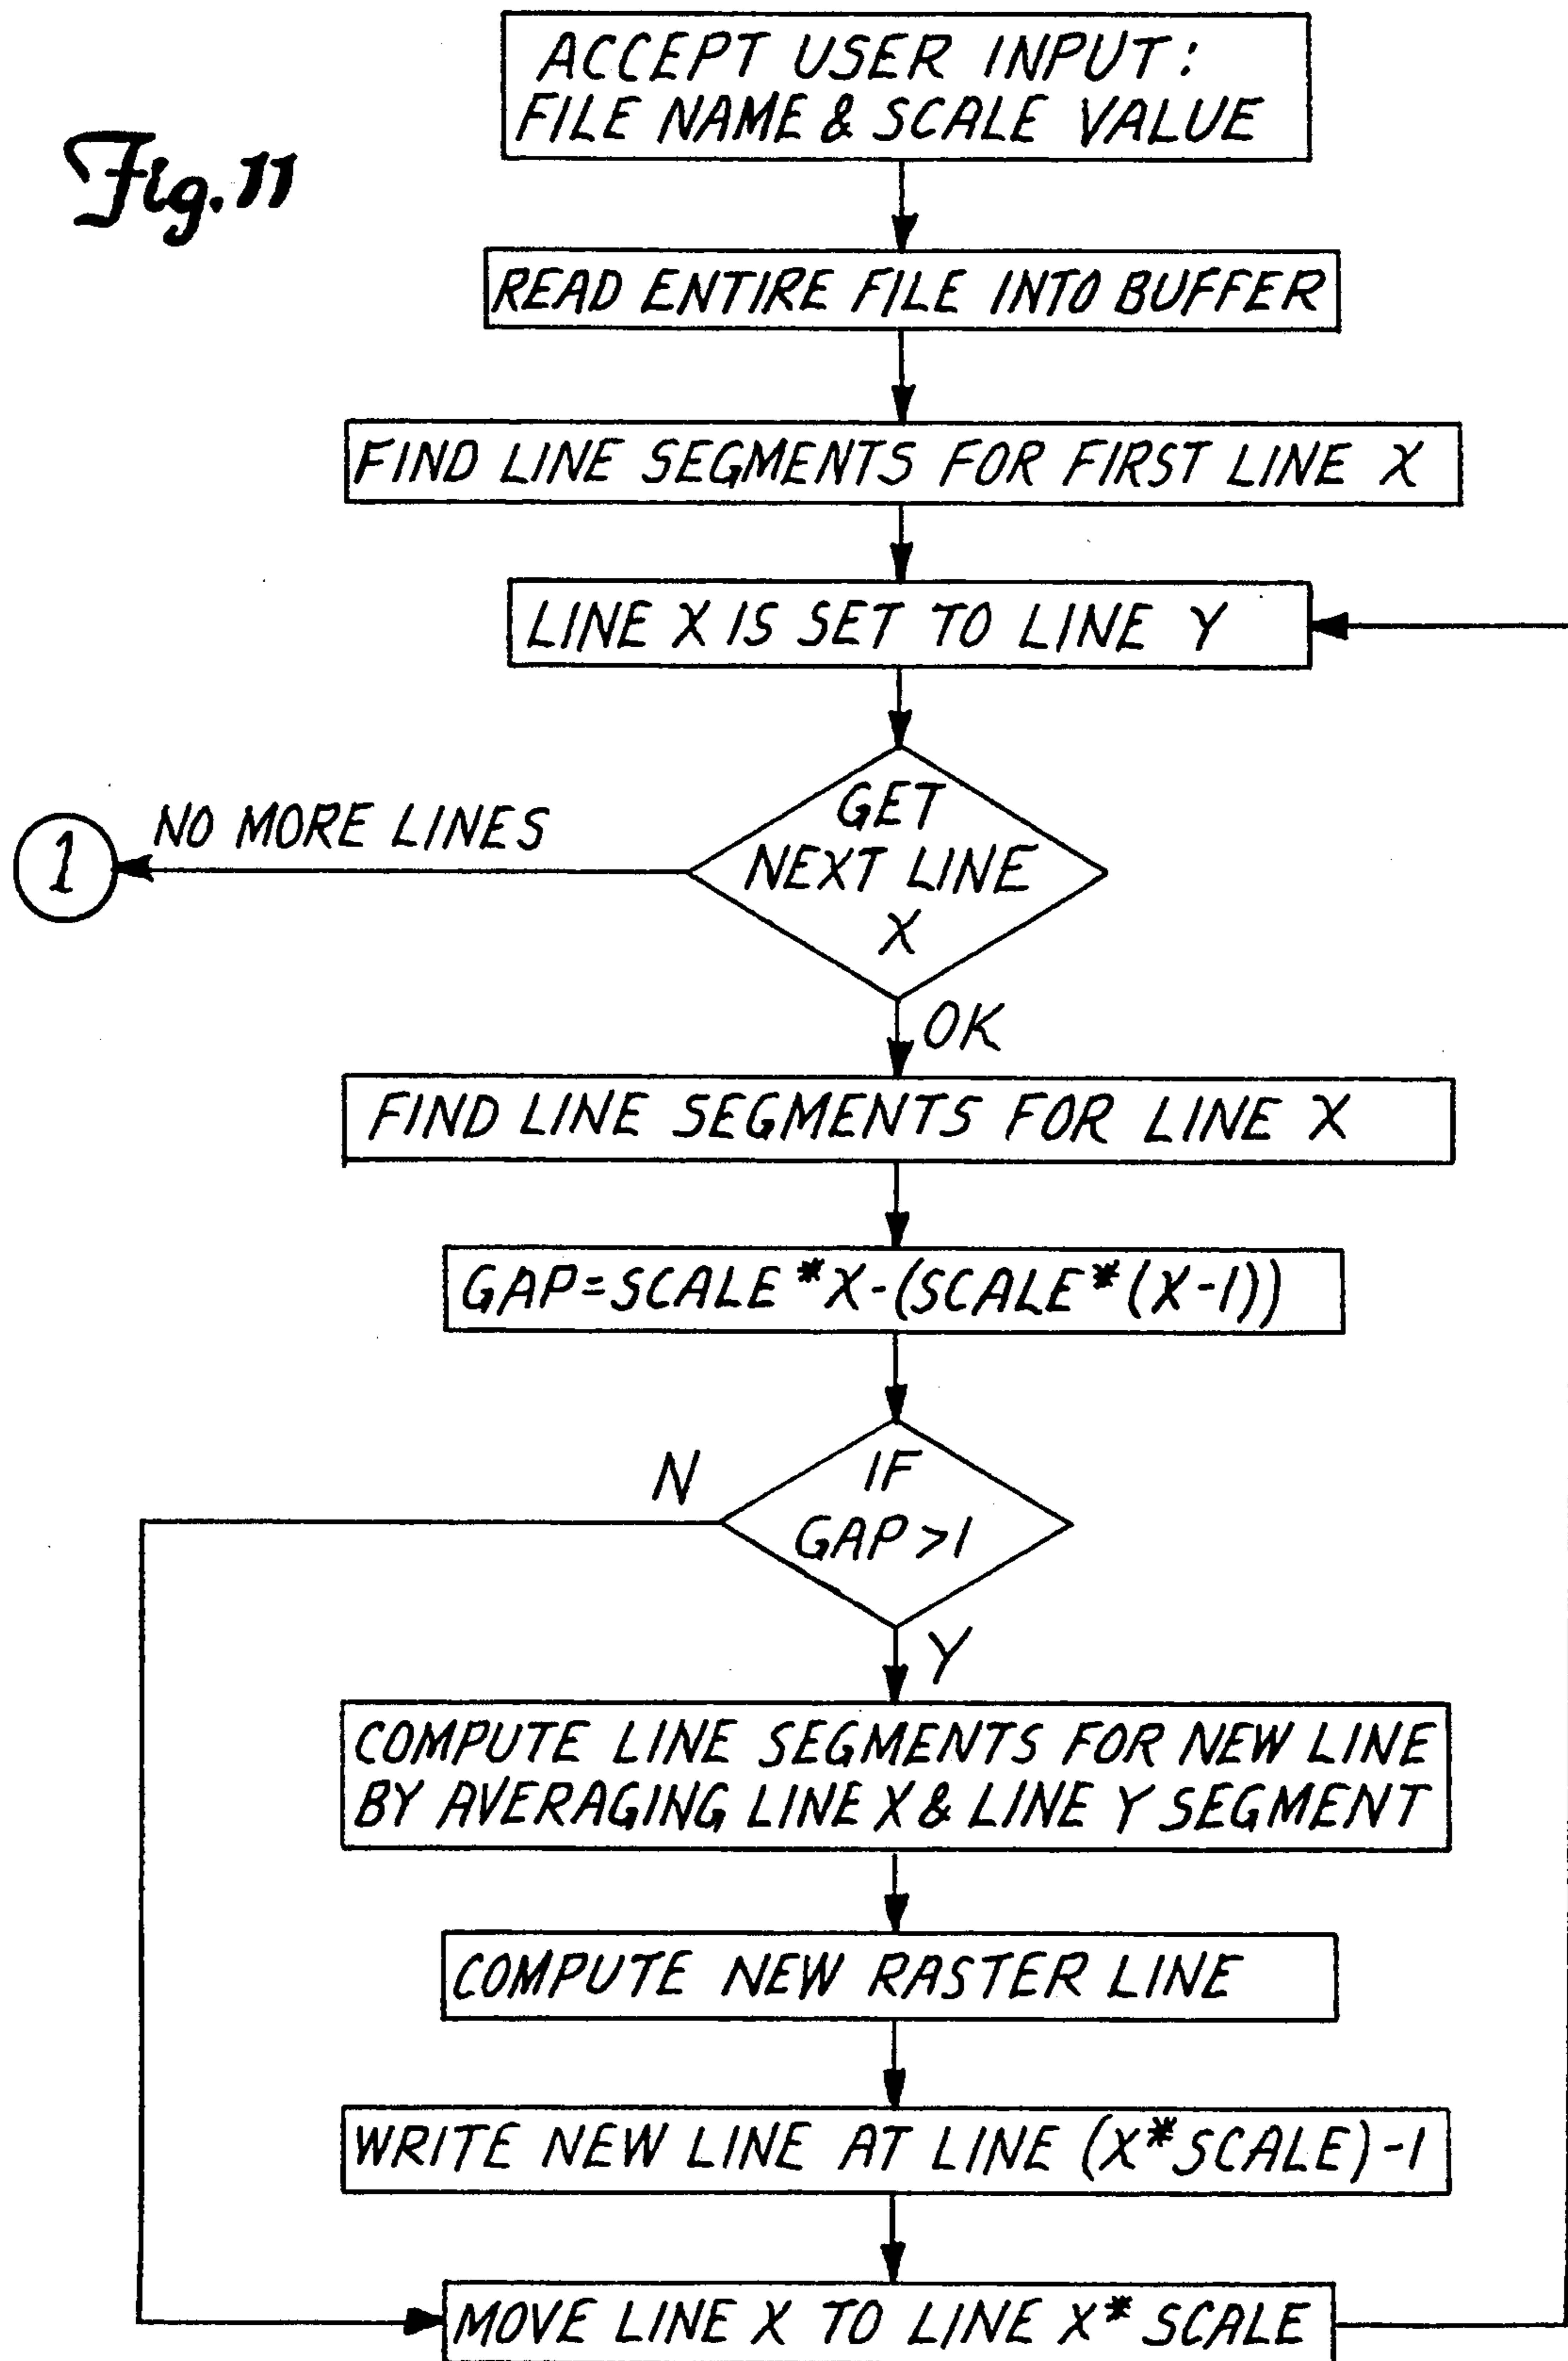 Fig. 11
ACCEPT USER INPUT:
FILE NAME & SCALE VALUE
READ ENTIRE FILE INTO BUFFER
FIND LINE SEGMENTS FOR FIRST LINE X
LINE X IS SET TO LINE Y
GET
NEXT LINE
X
NO MORE LINES
1
OK
FIND LINE SEGMENTS FOR LINE X
GAP=SCALE*X-(SCALE*(X-1))
IF
GAP>1
N
Y
COMPUTE LINE SEGMENTS FOR NEW LINE
BY AVERAGING LINE X & LINE Y SEGMENT
COMPUTE NEW RASTER LINE
WRITE NEW LINE AT LINE (X*SCALE)-1
MOVE LINE X TO LINE X* SCALE